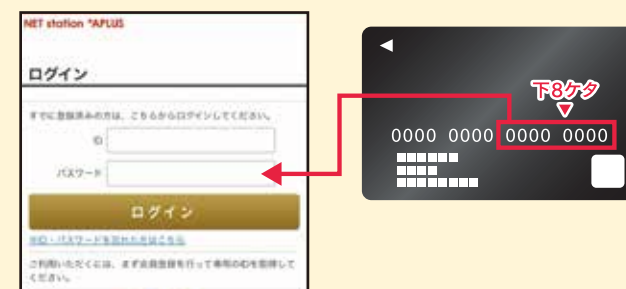 NET station *APLUS
ログイン
すでに登録済みの方は、こちらからログインしてください。
ID
パスワード
ログイン
※ID・パスワードを忘れた方はこちら
ご利用いただくには、まず会員登録を行って専用のIDを取得して
ください。
下8ケタ
0000 0000 0000 0000